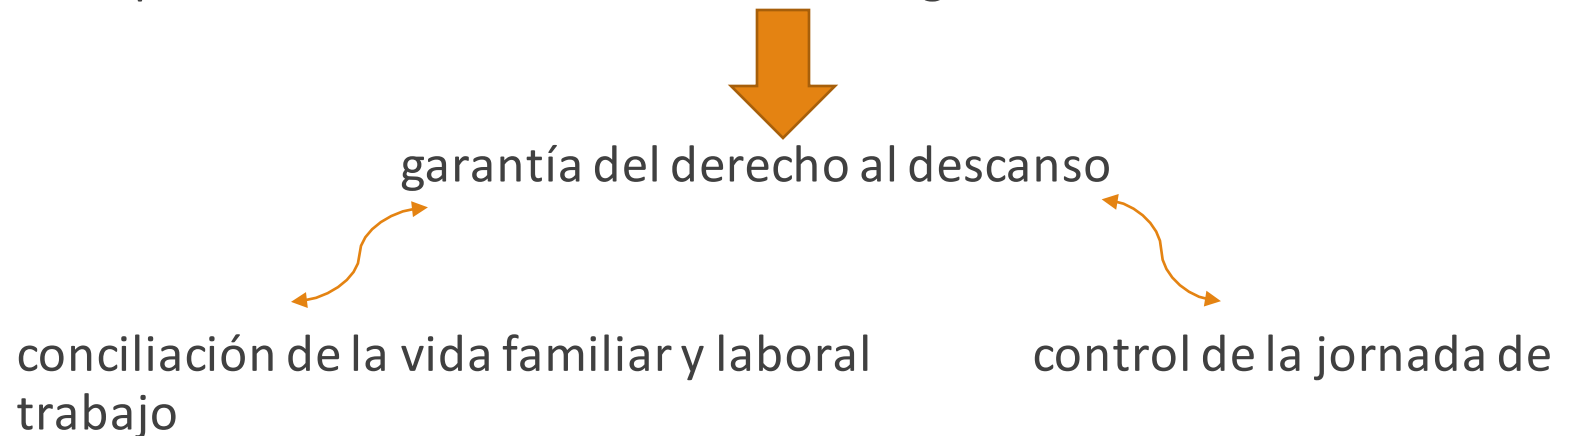 garantía del derecho al descanso
conciliación de la vida familiar y laboral control de la jornada de
trabajo